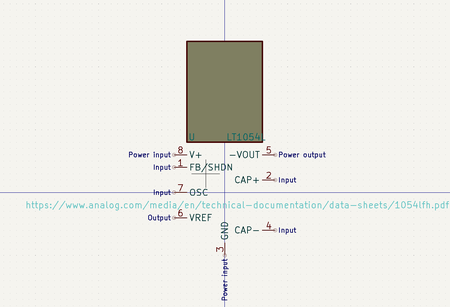 U LT1054L
Power input 8 V+ -VOUT 5 Power output
Input 1 FB/SHDN
CAP+ 2 Input
Input 7 OSC
https://www.analog.com/media/en/technical-documentation/data-sheets/1054lfh.pdf
Output 6 VREF
GND CAP- 4 Input
3
Power input